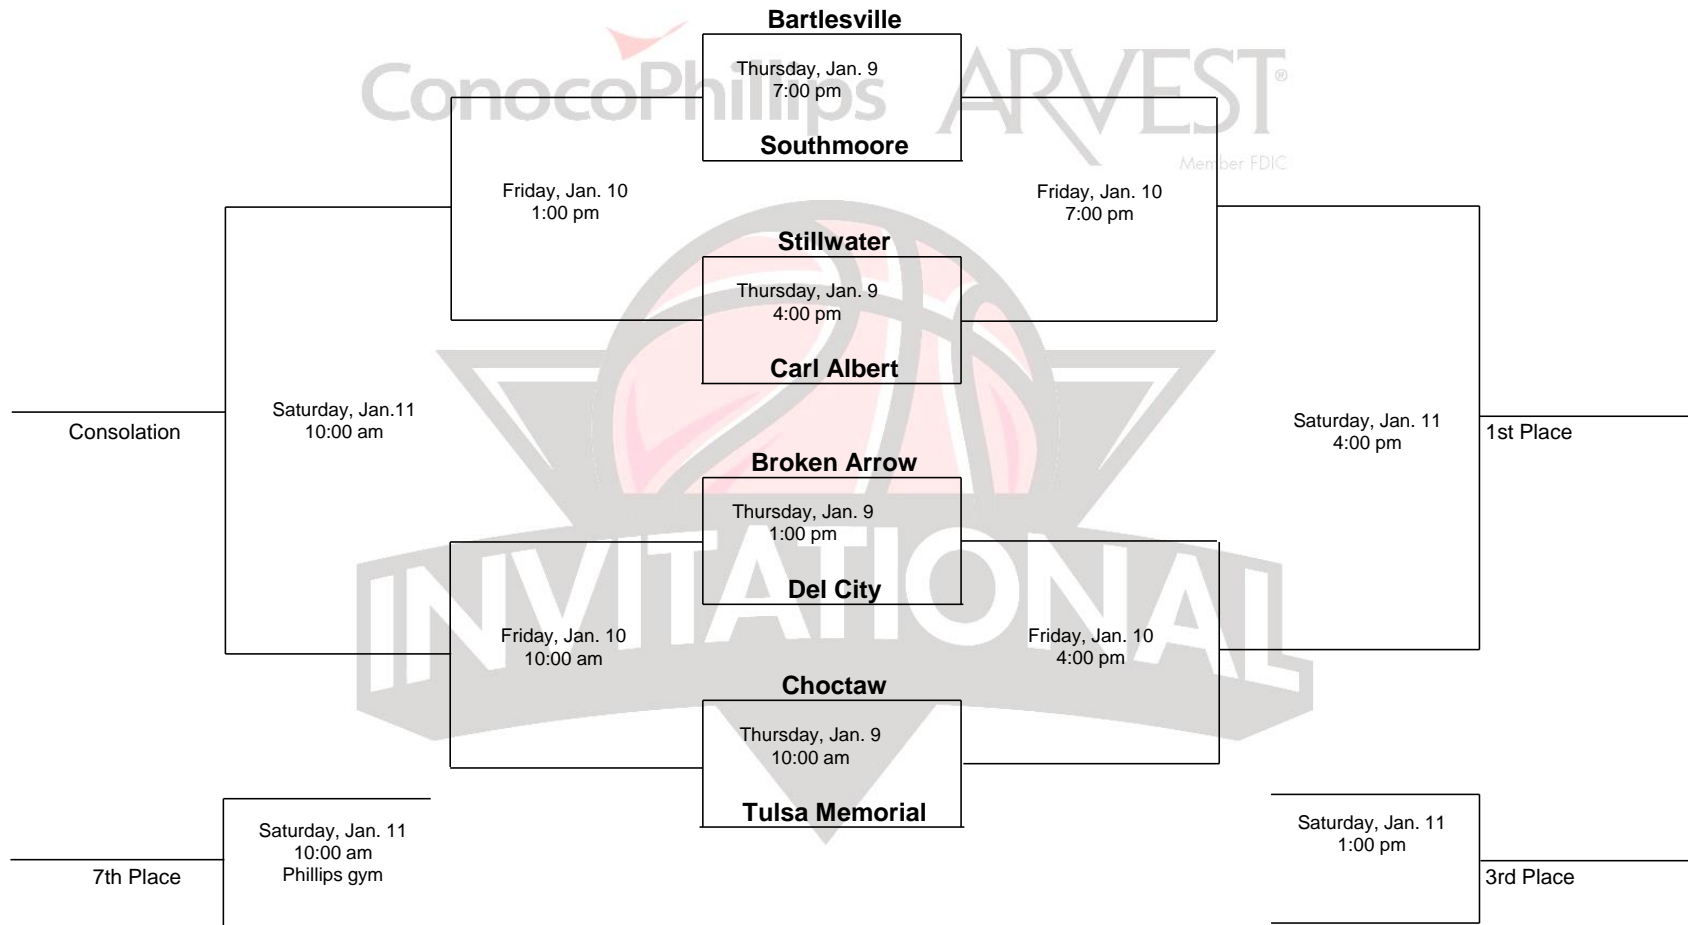 Bartlesville
ConocoPhillips
ARVEST®
Member FDIC
Thursday, Jan. 9
7:00 pm
Southmoore
Friday, Jan. 10
1:00 pm
Friday, Jan. 10
7:00 pm
Stillwater
Thursday, Jan. 9
4:00 pm
Carl Albert
Consolation
Saturday, Jan.11
10:00 am
Saturday, Jan. 11
4:00 pm
1st Place
Broken Arrow
Thursday, Jan. 9
1:00 pm
INVITATIONAL
Del City
Friday, Jan. 10
10:00 am
Friday, Jan. 10
4:00 pm
Choctaw
Thursday, Jan. 9
10:00 am
Tulsa Memorial
Saturday, Jan. 11
10:00 am
Phillips gym
7th Place
Saturday, Jan. 11
1:00 pm
3rd Place